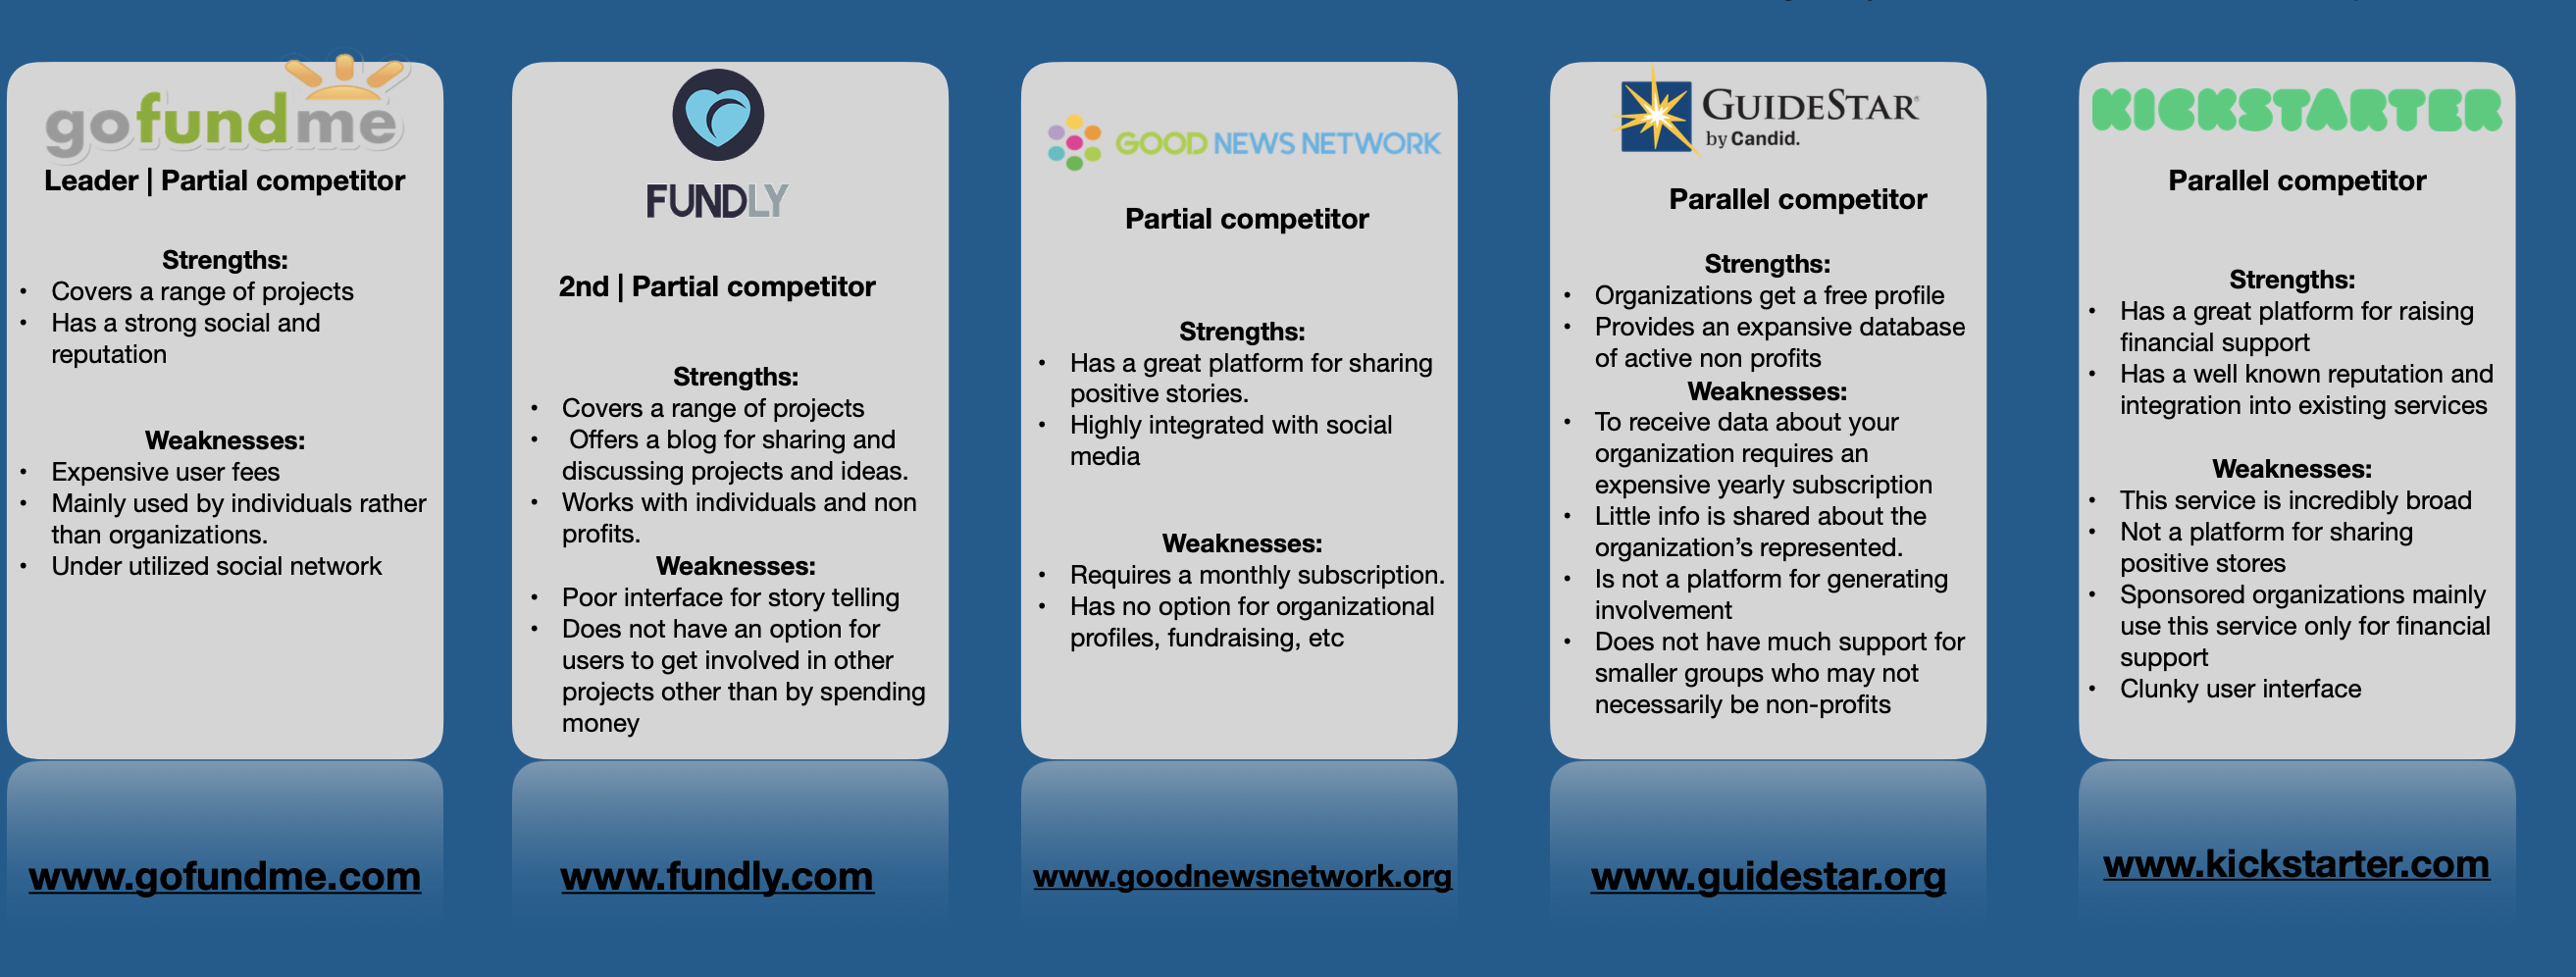 gofundme
Leader | Partial competitor
Strengths:
• Covers a range of projects
• Has a strong social and
reputation
Weaknesses:
• Expensive user fees
• Mainly used by individuals rather
than organizations.
• Under utilized social network
www.gofundme.com
FUNDLY
2nd | Partial competitor
Strengths:
• Covers a range of projects
• Offers a blog for sharing and
discussing projects and ideas.
• Works with individuals and non
profits.
Weaknesses:
• Poor interface for story telling
• Does not have an option for
users to get involved in other
projects other than by spending
money
www.fundly.com
GOOD NEWS NETWORK
Partial competitor
Strengths:
• Has a great platform for sharing
positive stories.
• Highly integrated with social
media
Weaknesses:
• Requires a monthly subscription.
• Has no option for organizational
profiles, fundraising, etc
www.goodnewsnetwork.org
GUIDESTAR®
by Candid.
Parallel competitor
Strengths:
• Organizations get a free profile
• Provides an expansive database
of active non profits
Weaknesses:
• To receive data about your
organization requires an
expensive yearly subscription
• Little info is shared about the
organization’s represented.
• Is not a platform for generating
involvement
• Does not have much support for
smaller groups who may not
necessarily be non-profits
www.guidestar.org
KICKSTARTER
Parallel competitor
Strengths:
• Has a great platform for raising
financial support
• Has a well known reputation and
integration into existing services
Weaknesses:
• This service is incredibly broad
• Not a platform for sharing
positive stores
• Sponsored organizations mainly
use this service only for financial
support
• Clunky user interface
www.kickstarter.com